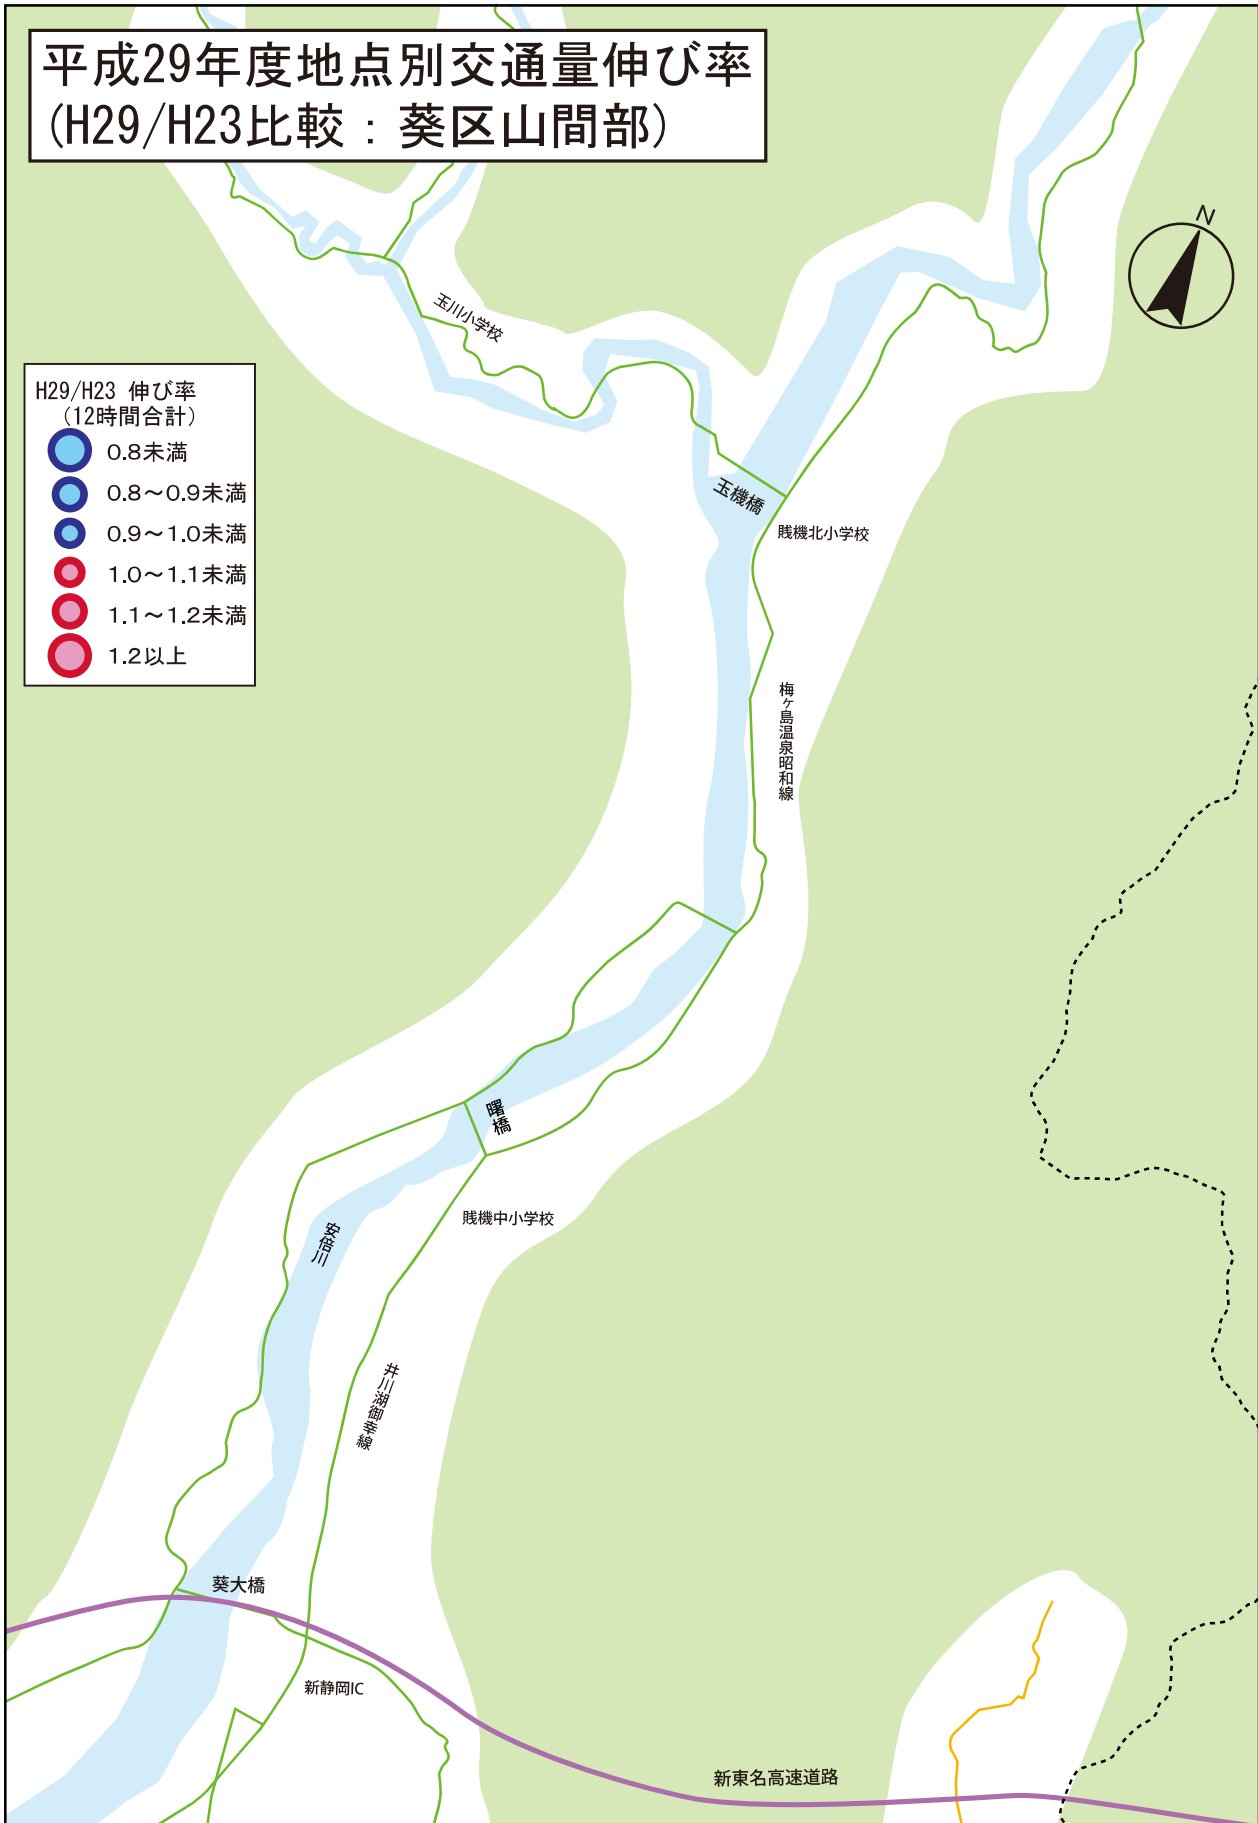 平成29年度地点別交通量伸び率
(H29/H23比較：葵区山間部)
N
玉川小学校
H29/H23 伸び率
(12時間合計)
0.8未満
0.8～0.9未満
0.9～1.0未満
1.0～1.1未満
1.1～1.2未満
1.2以上
玉機橋
賎機北小学校
梅ヶ島温泉昭和線
曙橋
賎機中小学校
安倍川
井川湖御幸線
葵大橋
新静岡IC
新東名高速道路